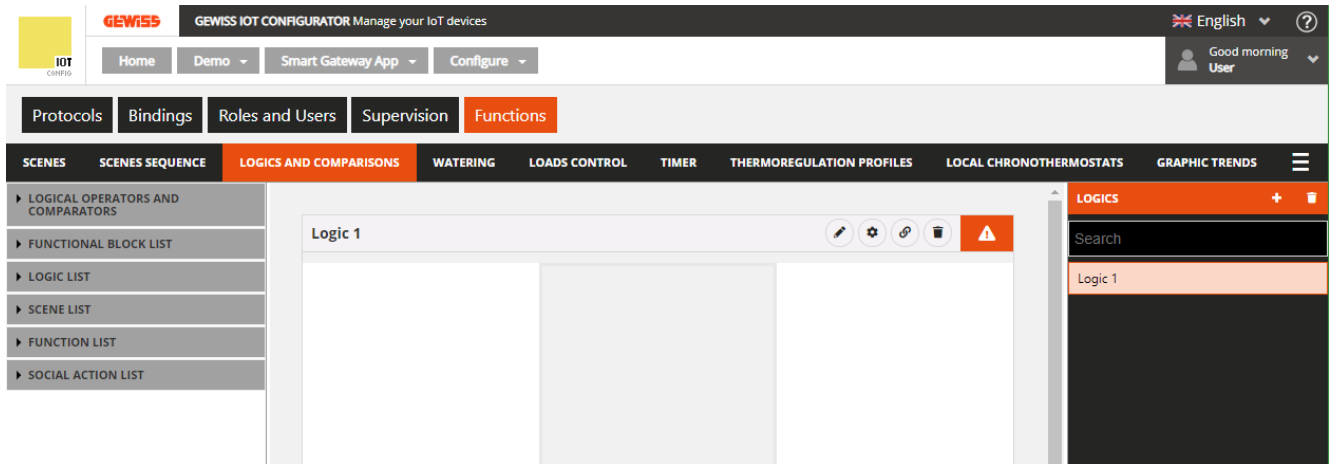 GEWISS GEWISS IOT CONFIGURATOR Manage your IoT devices English ?
IOT
CONFIG
Home Demo Smart Gateway App Configure
Good morning
User
Protocols Bindings Roles and Users Supervision Functions
SCENES SCENES SEQUENCE LOGICS AND COMPARISONS WATERING LOADS CONTROL TIMER THERMOREGULATION PROFILES LOCAL CHRONOTHERMOSTATS GRAPHIC TRENDS
LOGICAL OPERATORS AND
COMPARATORS
FUNCTIONAL BLOCK LIST
LOGIC LIST
SCENE LIST
FUNCTION LIST
SOCIAL ACTION LIST
Logic 1
LOGICS +
Search
Logic 1